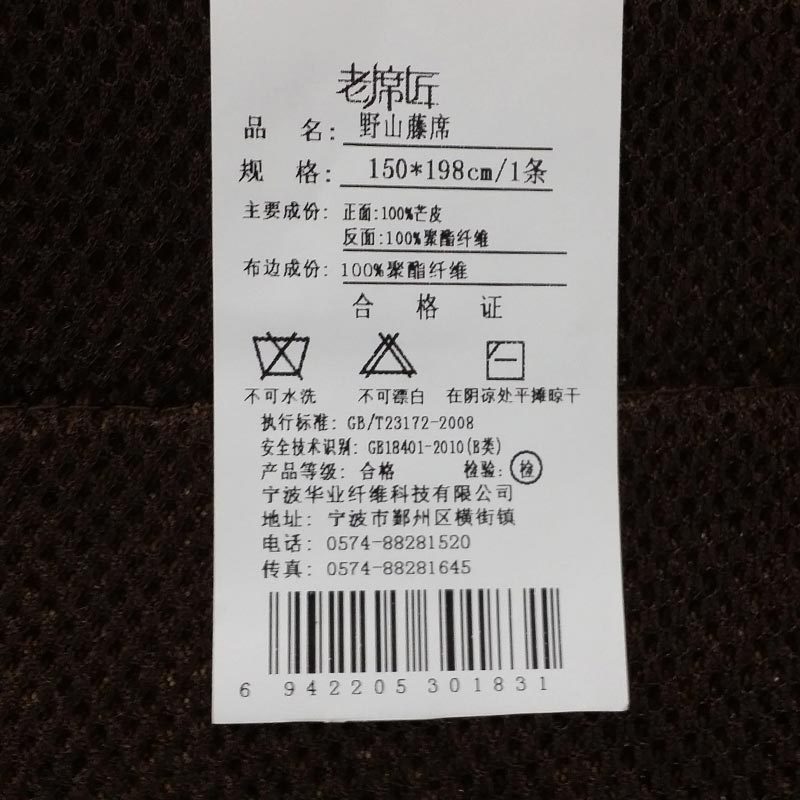 老席匠
品 名: 野山藤席
规 格: 150*198cm/1条
主要成份: 正面:100%芒皮
反面:100%聚酯纤维
布边成份: 100%聚酯纤维
合 格 证
不可水洗 不可漂白 在阴凉处平摊晾干
执行标准: GB/T23172-2008
安全技术识别: GB18401-2010(B类)
产品等级: 合格 检验: 检
宁波华业纤维科技有限公司
地址: 宁波市鄞州区横街镇
电话: 0574-88281520
传真: 0574-88281645
6 942205 301831